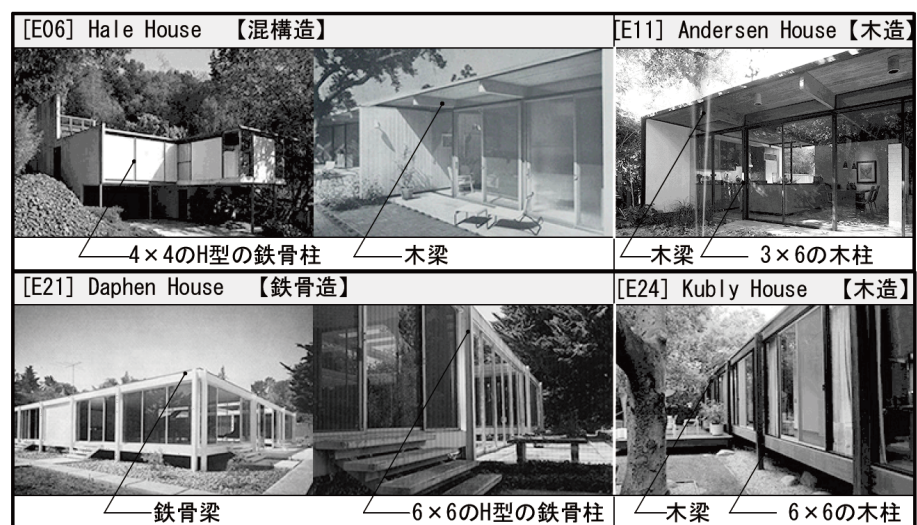 [E06] Hale House 【混構造】
[E11] Andersen House【木造】
4×4のH型の鉄骨柱
木梁
木梁
3×6の木柱
[E21] Daphen House 【鉄骨造】
[E24] Kubly House 【木造】
鉄骨梁
6×6のH型の鉄骨柱
木梁
6×6の木柱